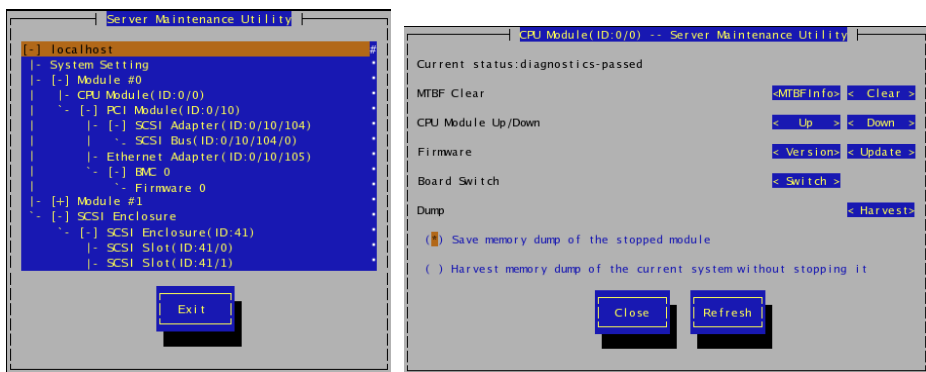 Server Maintenance Utility
[-] localhost #
|- System Setting
|- [-] Module #0
| |- CPU Module(ID:0/0)
| `- [-] PCI Module(ID:0/10)
| |- [-] SCSI Adapter(ID:0/10/104)
| | `- SCSI Bus(ID:0/10/104/0)
| |- Ethernet Adapter(ID:0/10/105)
| `- [-] BMC 0
| `- Firmware 0
|- [+] Module #1
`- [-] SCSI Enclosure
`- [-] SCSI Enclosure(ID:41)
|- SCSI Slot(ID:41/0)
|- SCSI Slot(ID:41/1)
Exit
CPU Module(ID:0/0) -- Server Maintenance Utility
Current status:diagnostics-passed
MTBF Clear <MTBFInfo> < Clear >
CPU Module Up/Down < Up > < Down >
Firmware < Version> < Update >
Board Switch < Switch >
Dump < Harvest>
(*) Save memory dump of the stopped module
( ) Harvest memory dump of the current system without stopping it
Close Refresh